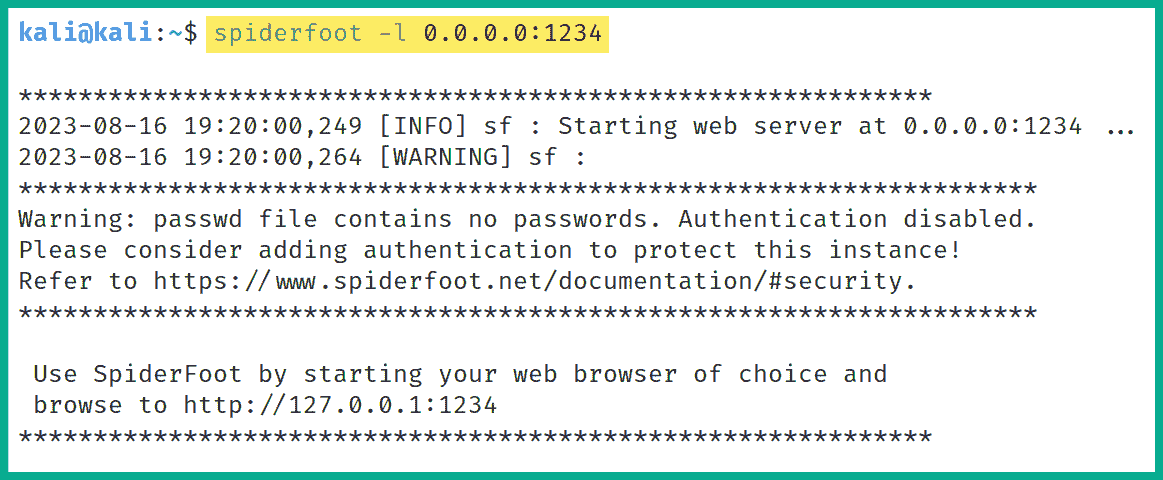 kali@kali:~$ spiderfoot -l 0.0.0.0:1234
*************************************************************
2023-08-16 19:20:00,249 [INFO] sf : Starting web server at 0.0.0.0:1234 ...
2023-08-16 19:20:00,264 [WARNING] sf :
********************************************************************
Warning: passwd file contains no passwords. Authentication disabled.
Please consider adding authentication to protect this instance!
Refer to https://www.spiderfoot.net/documentation/#security.
********************************************************************
Use SpiderFoot by starting your web browser of choice and
browse to http://127.0.0.1:1234
*************************************************************